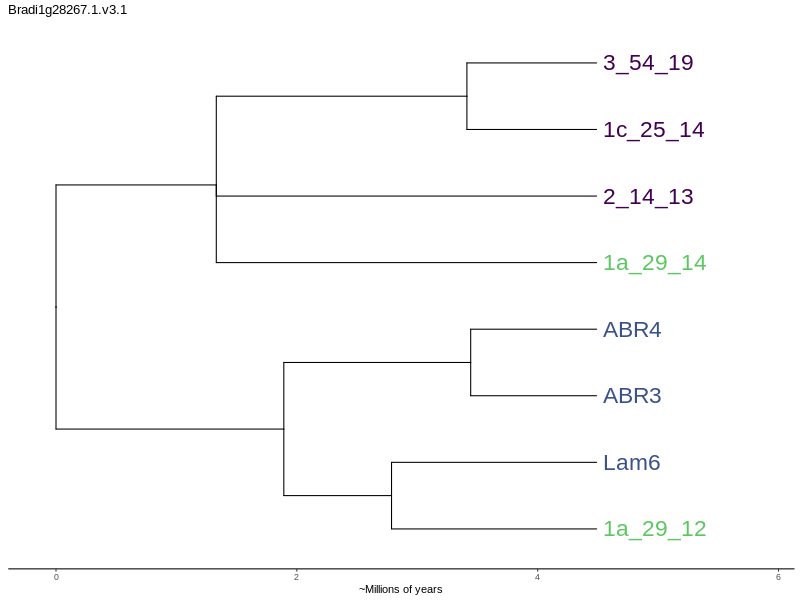 Bradi1g28267.1.v3.1
3_54_19
1c_25_14
2_14_13
1a_29_14
ABR4
ABR3
Lam6
1a_29_12
0 2 4 6
~Millions of years